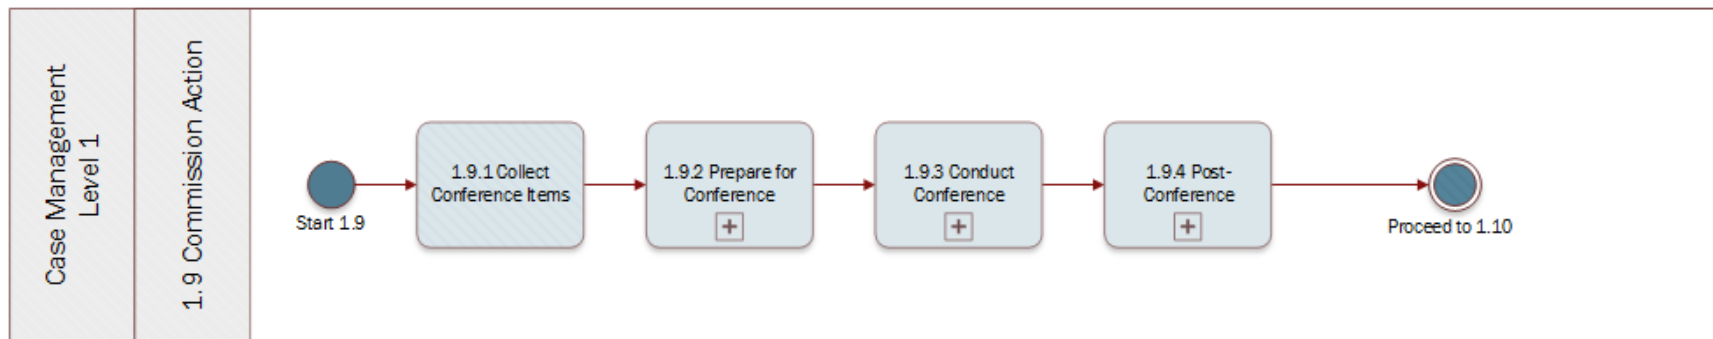 Case Management
Level 1
1.9 Commission Action
Start 1.9
1.9.1 Collect
Conference Items
1.9.2 Prepare for
Conference
1.9.3 Conduct
Conference
1.9.4 Post-
Conference
Proceed to 1.10